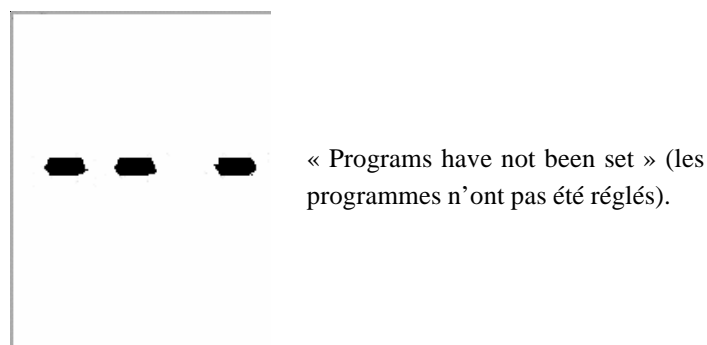 « Programs have not been set » (les
programmes n’ont pas été réglés).